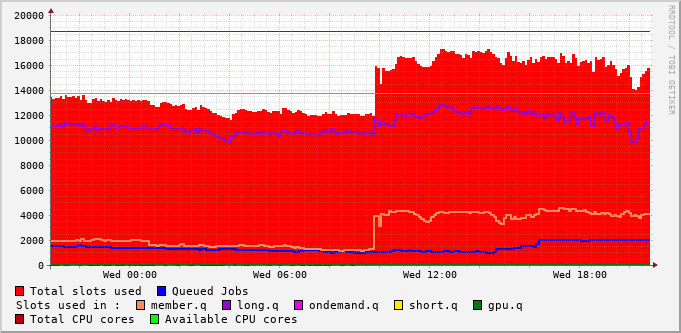 20000
18000
16000
14000
12000
10000
8000
6000
4000
2000
0
Wed 00:00 Wed 06:00 Wed 12:00 Wed 18:00
RRDTOOL / TOBI OETIKER
Total slots used Queued Jobs
Slots used in : member.q long.q ondemand.q short.q gpu.q
Total CPU cores Available CPU cores